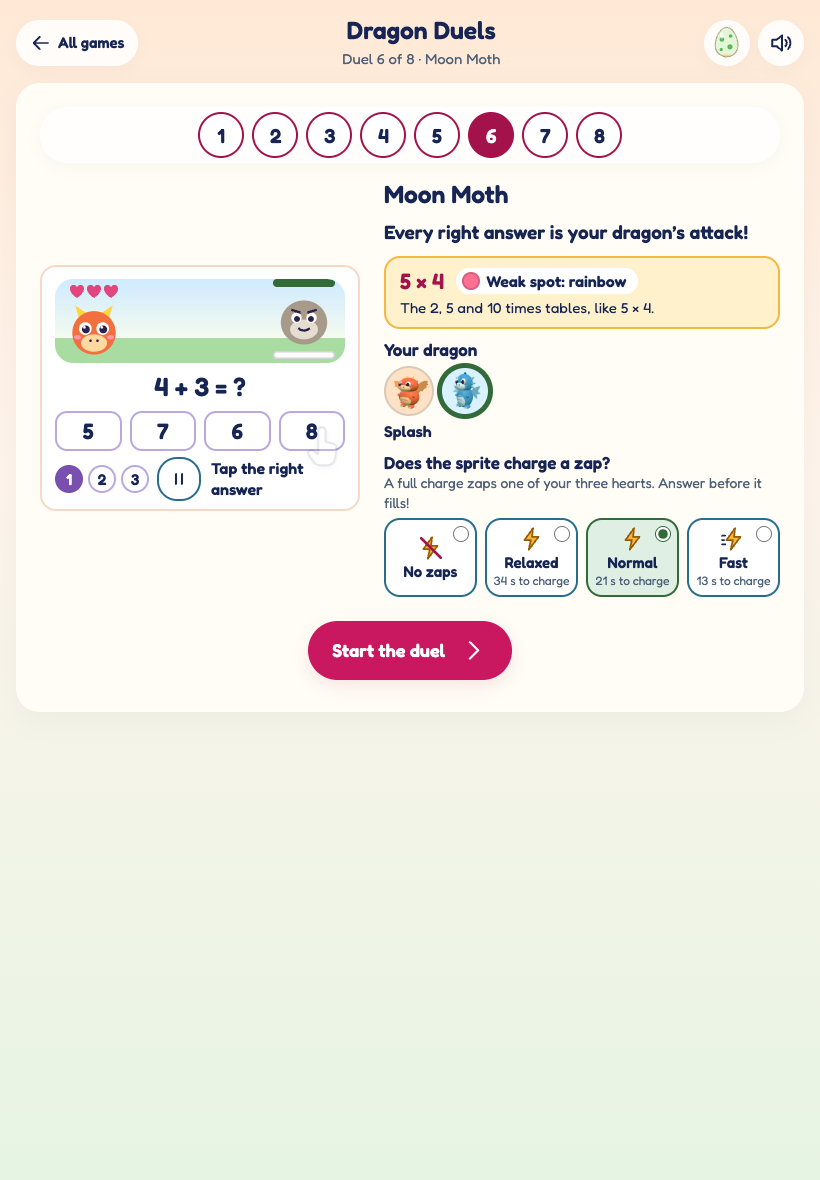 All games
Dragon Duels
Duel 6 of 8 · Moon Moth
1 2 3 4 5 6 7 8
Moon Moth
Every right answer is your dragon's attack!
5 × 4 Weak spot: rainbow
The 2, 5 and 10 times tables, like 5 × 4.
4 + 3 = ?
5 7 6 8
1 2 3
Tap the right
answer
Your dragon
Splash
Does the sprite charge a zap?
A full charge zaps one of your three hearts. Answer before it
fills!
No zaps
Relaxed
34 s to charge
Normal
21 s to charge
Fast
13 s to charge
Start the duel